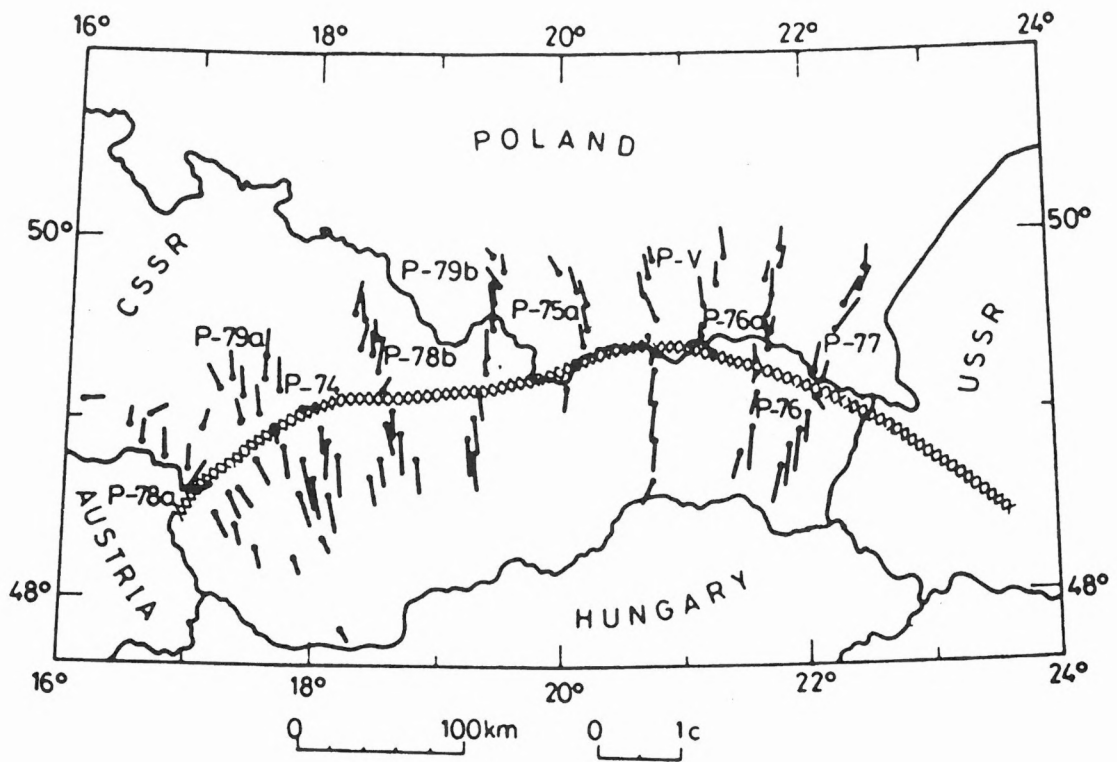 16° 18° 20° 22° 24°
POLAND
50° 50°
CSSR
P-79b P-V
P-75a P-76a
P-79a P-78b P-77
P-74 USSR
P-76
P-78a
AUSTRIA
48° 48°
HUNGARY
16° 18° 20° 22° 24°
0 100km 0 1c